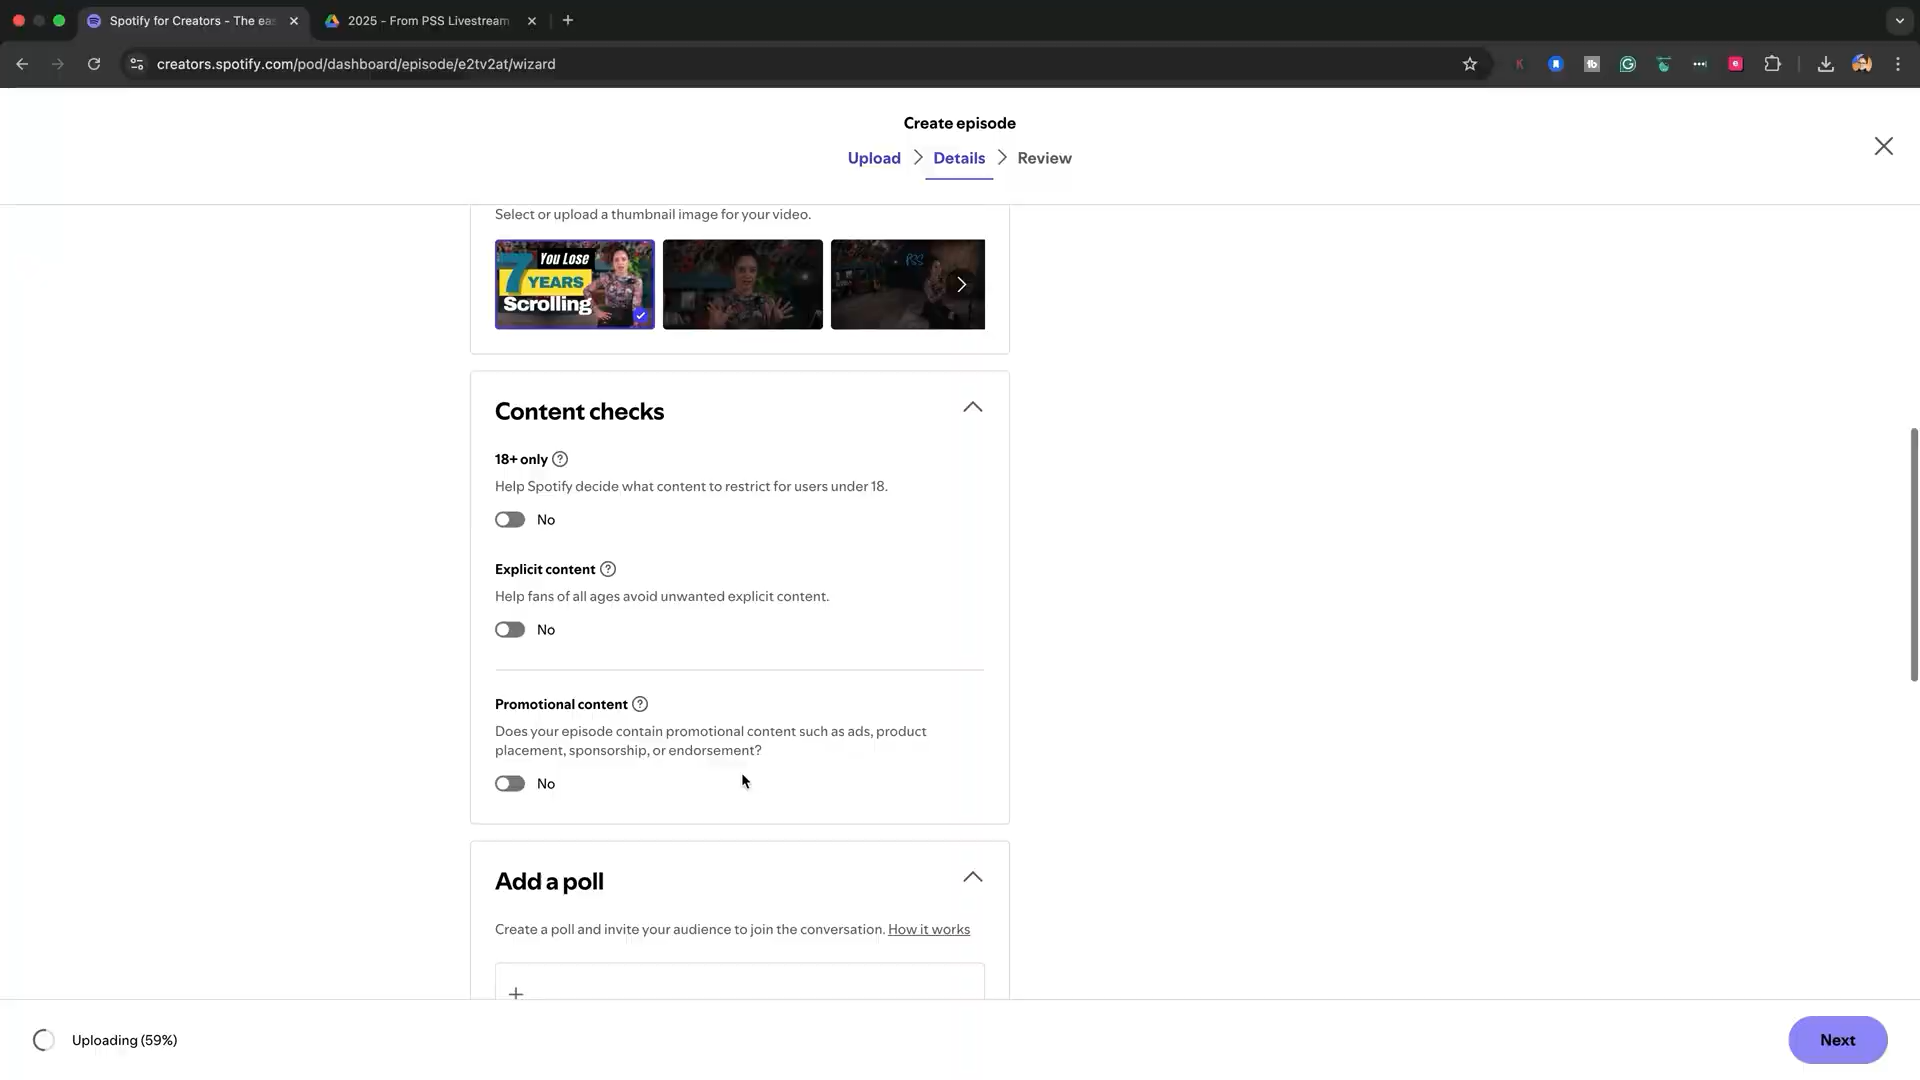 Spotify for Creators - The ea
2025 - From PSS Livestream
creators.spotify.com/pod/dashboard/episode/e2tv2at/wizard
Create episode
Upload
Details
Review
Select or upload a thumbnail image for your video.
You Lose
7 YEARS
Scrolling
PSS
Content checks
18+ only
Help Spotify decide what content to restrict for users under 18.
No
Explicit content
Help fans of all ages avoid unwanted explicit content.
No
Promotional content
Does your episode contain promotional content such as ads, product
placement, sponsorship, or endorsement?
No
Add a poll
Create a poll and invite your audience to join the conversation. How it works
Uploading (59%)
Next